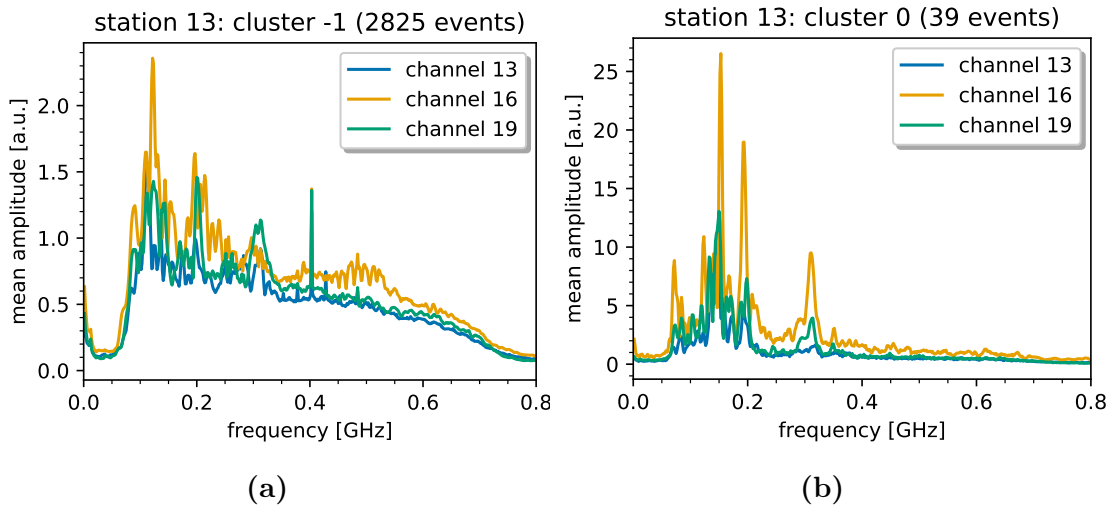 station 13: cluster -1 (2825 events)
channel 13
channel 16
channel 19
mean amplitude [a.u.]
2.0
1.5
1.0
0.5
0.0
0.0 0.2 0.4 0.6 0.8
frequency [GHz]
(a)
station 13: cluster 0 (39 events)
channel 13
channel 16
channel 19
mean amplitude [a.u.]
25
20
15
10
5
0
0.0 0.2 0.4 0.6 0.8
frequency [GHz]
(b)